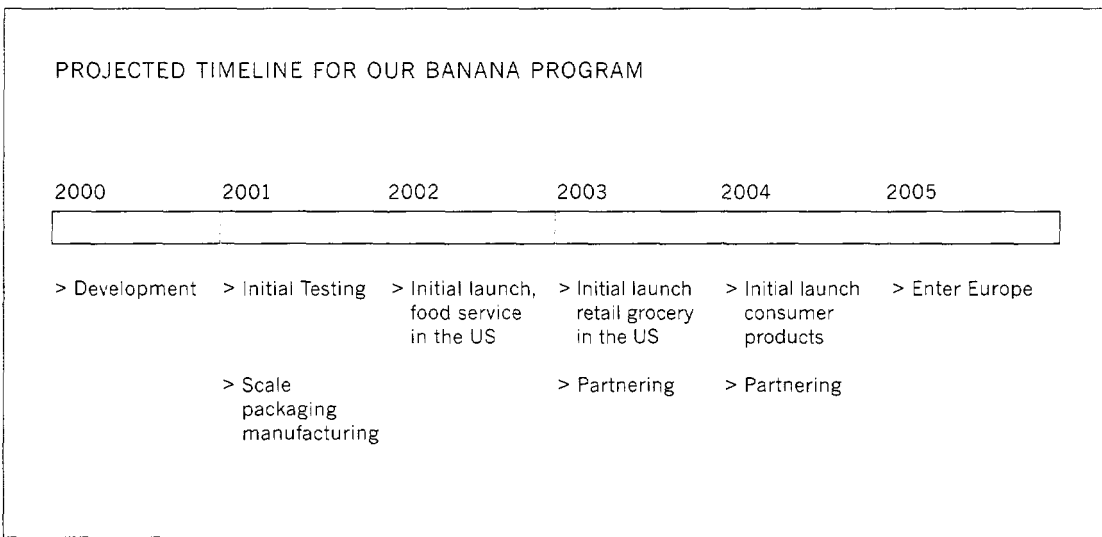 PROJECTED TIMELINE FOR OUR BANANA PROGRAM
2000
2001
2002
2003
2004
2005
> Development
> Initial Testing
> Scale
packaging
manufacturing
> Initial launch,
food service
in the US
> Initial launch
retail grocery
in the US
> Partnering
> Initial launch
consumer
products
> Partnering
> Enter Europe